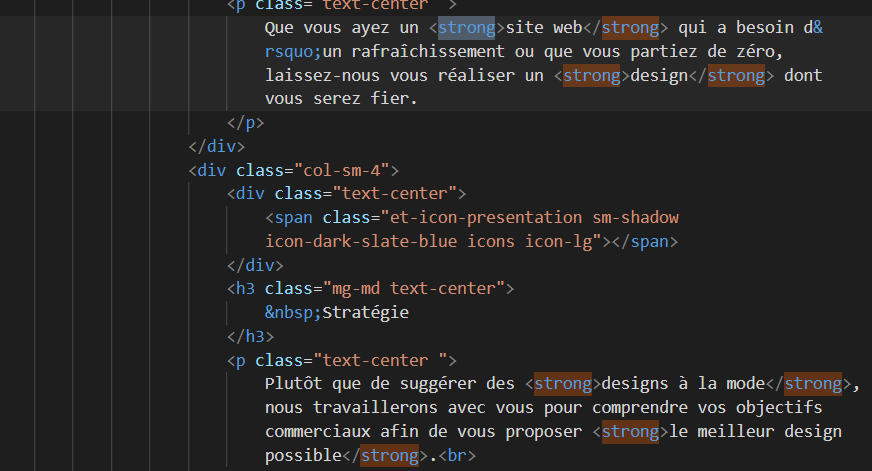 <p class="text-center ">
Que vous ayez un <strong>site web</strong> qui a besoin d&
rsquo;un rafraîchissement ou que vous partiez de zéro,
laissez-nous vous réaliser un <strong>design</strong> dont
vous serez fier.
</p>
</div>
<div class="col-sm-4">
<div class="text-center">
<span class="et-icon-presentation sm-shadow
icon-dark-slate-blue icons icon-lg"></span>
</div>
<h3 class="mg-md text-center">
&nbsp;Stratégie
</h3>
<p class="text-center ">
Plutôt que de suggérer des <strong>designs à la mode</strong>,
nous travaillerons avec vous pour comprendre vos objectifs
commerciaux afin de vous proposer <strong>le meilleur design
possible</strong>.<br>